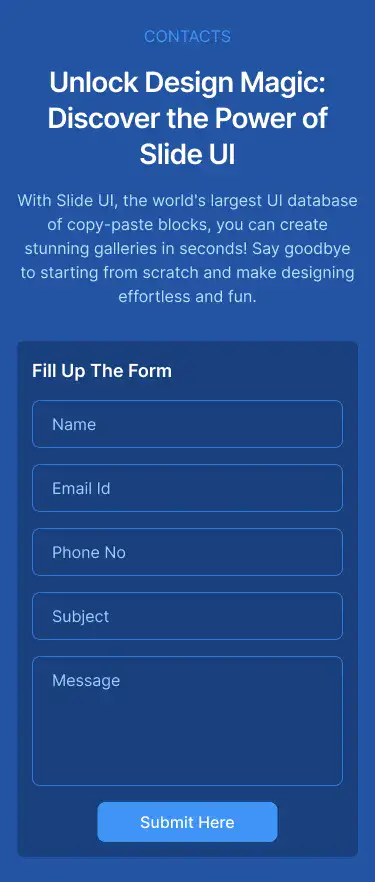 CONTACTS
Unlock Design Magic:
Discover the Power of
Slide UI
With Slide UI, the world's largest UI database
of copy-paste blocks, you can create
stunning galleries in seconds! Say goodbye
to starting from scratch and make designing
effortless and fun.
Fill Up The Form
Name
Email Id
Phone No
Subject
Message
Submit Here